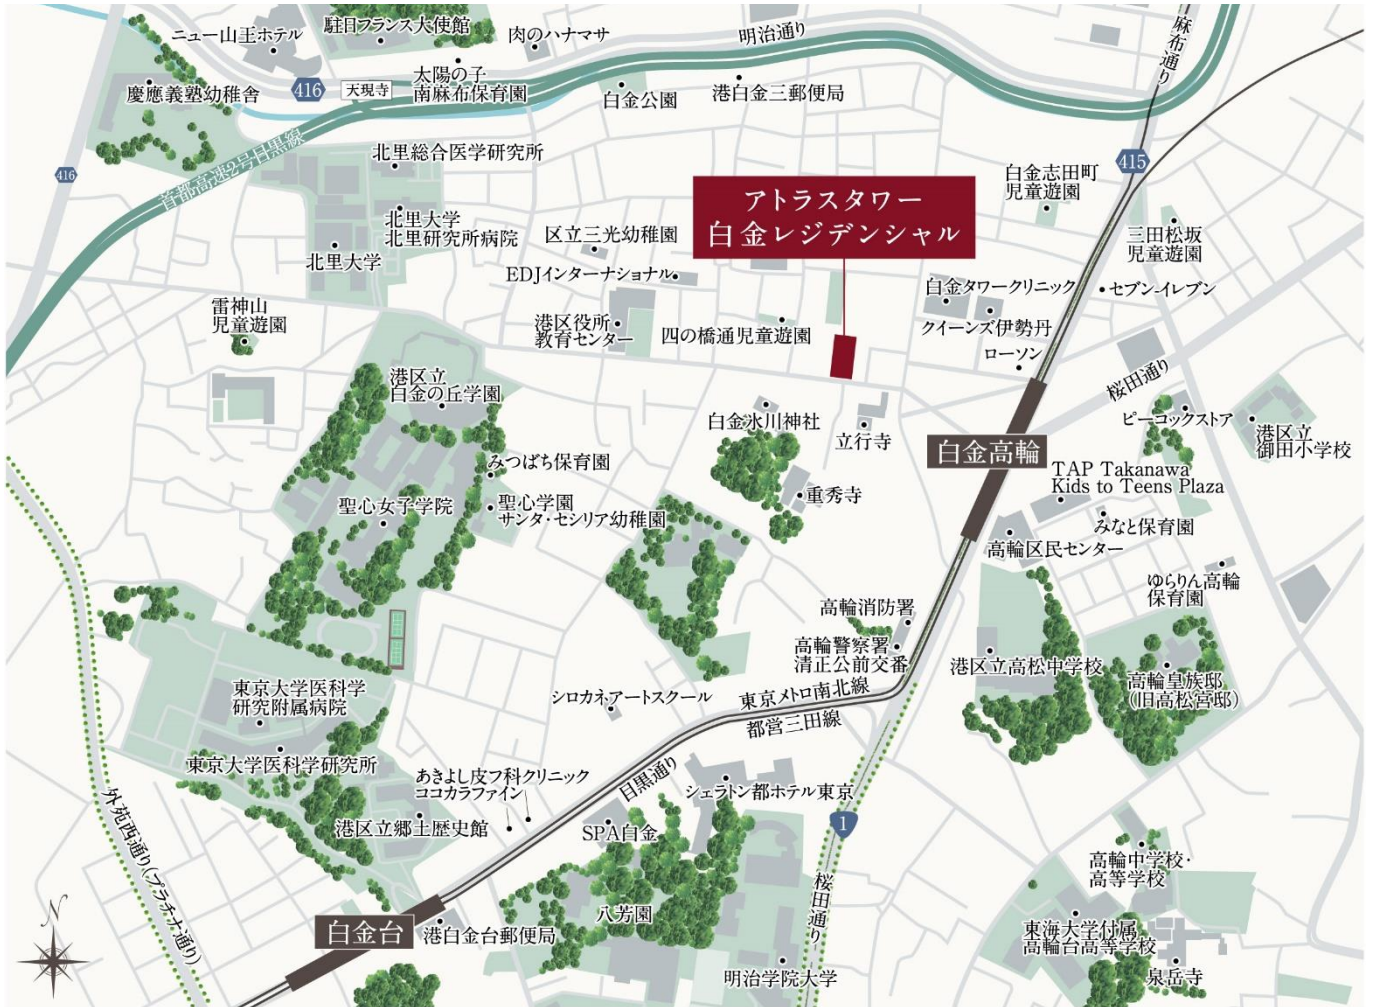 ニュー山王ホテル
駐日フランス大使館
肉のハナマサ
明治通り
麻布通り
慶應義塾幼稚舎
416
天現寺
太陽の子
南麻布保育園
白金公園
港白金三郵便局
首都高速2号目黒線
416
北里総合医学研究所
北里大学
北里研究所病院
北里大学
区立三光幼稚園
EDJインターナショナル
アトラスタワー
白金レジデンシャル
白金志田町
児童遊園
415
三田松坂
児童遊園
雷神山
児童遊園
港区役所
教育センター
四の橋通児童遊園
白金タワークリニック
クイーンズ伊勢丹
セブン-イレブン
ローソン
桜田通り
港区立
白金の丘学園
白金氷川神社
立行寺
白金高輪
ピーコックストア
港区立
御田小学校
みつばち保育園
重秀寺
TAP Takanawa
Kids to Teens Plaza
聖心女子学院
聖心学園
サンタ・セシリア幼稚園
みなと保育園
高輪区民センター
ゆらりん高輪
保育園
高輪消防署
高輪警察署
清正公前交番
港区立高松中学校
高輪皇族邸
(旧高松宮邸)
東京大学医科学
研究附属病院
シロカネアートスクール
東京メトロ南北線
都営三田線
東京大学医科学研究所
あきよし皮フ科クリニック
ココカラファイン
目黒通り
シェラトン都ホテル東京
外苑西通り(プラチナ通り)
港区立郷土歴史館
SPA白金
1
桜田通り
高輪中学校・
高等学校
N
白金台
港白金台郵便局
八芳園
明治学院大学
東海大学付属
高輪台高等学校
泉岳寺